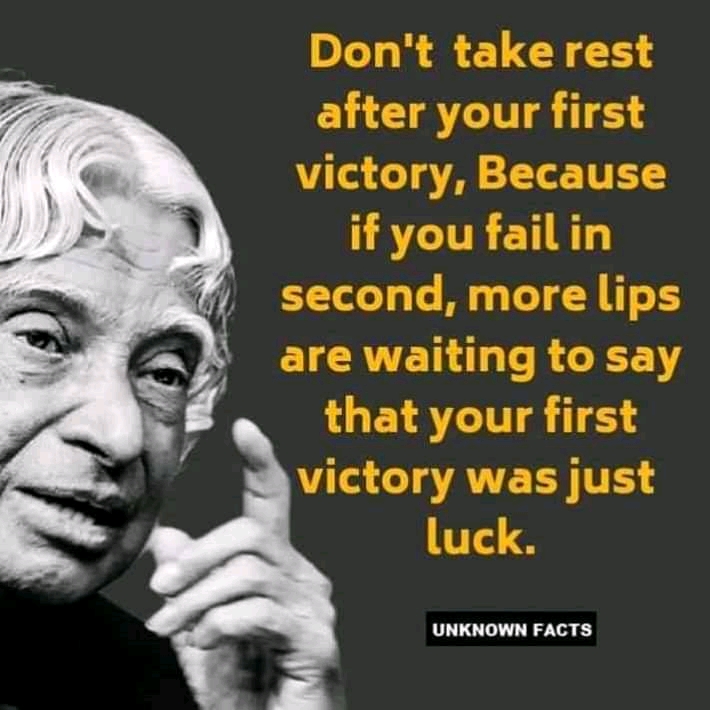 Don't take rest
after your first
victory, Because
if you fail in
second, more lips
are waiting to say
that your first
victory was just
luck.
UNKNOWN FACTS